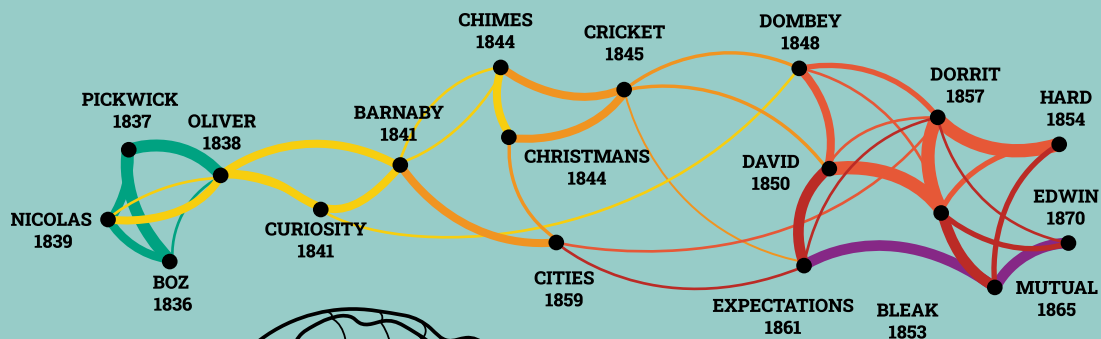 CHIMES
1844
CRICKET
1845
DOMBEY
1848
DORRIT
1857
HARD
1854
PICKWICK
1837
OLIVER
1838
BARNABY
1841
CHRISTMANS
1844
DAVID
1850
EDWIN
1870
NICOLAS
1839
CURIOSITY
1841
BOZ
1836
CITIES
1859
EXPECTATIONS
1861
BLEAK
1853
MUTUAL
1865